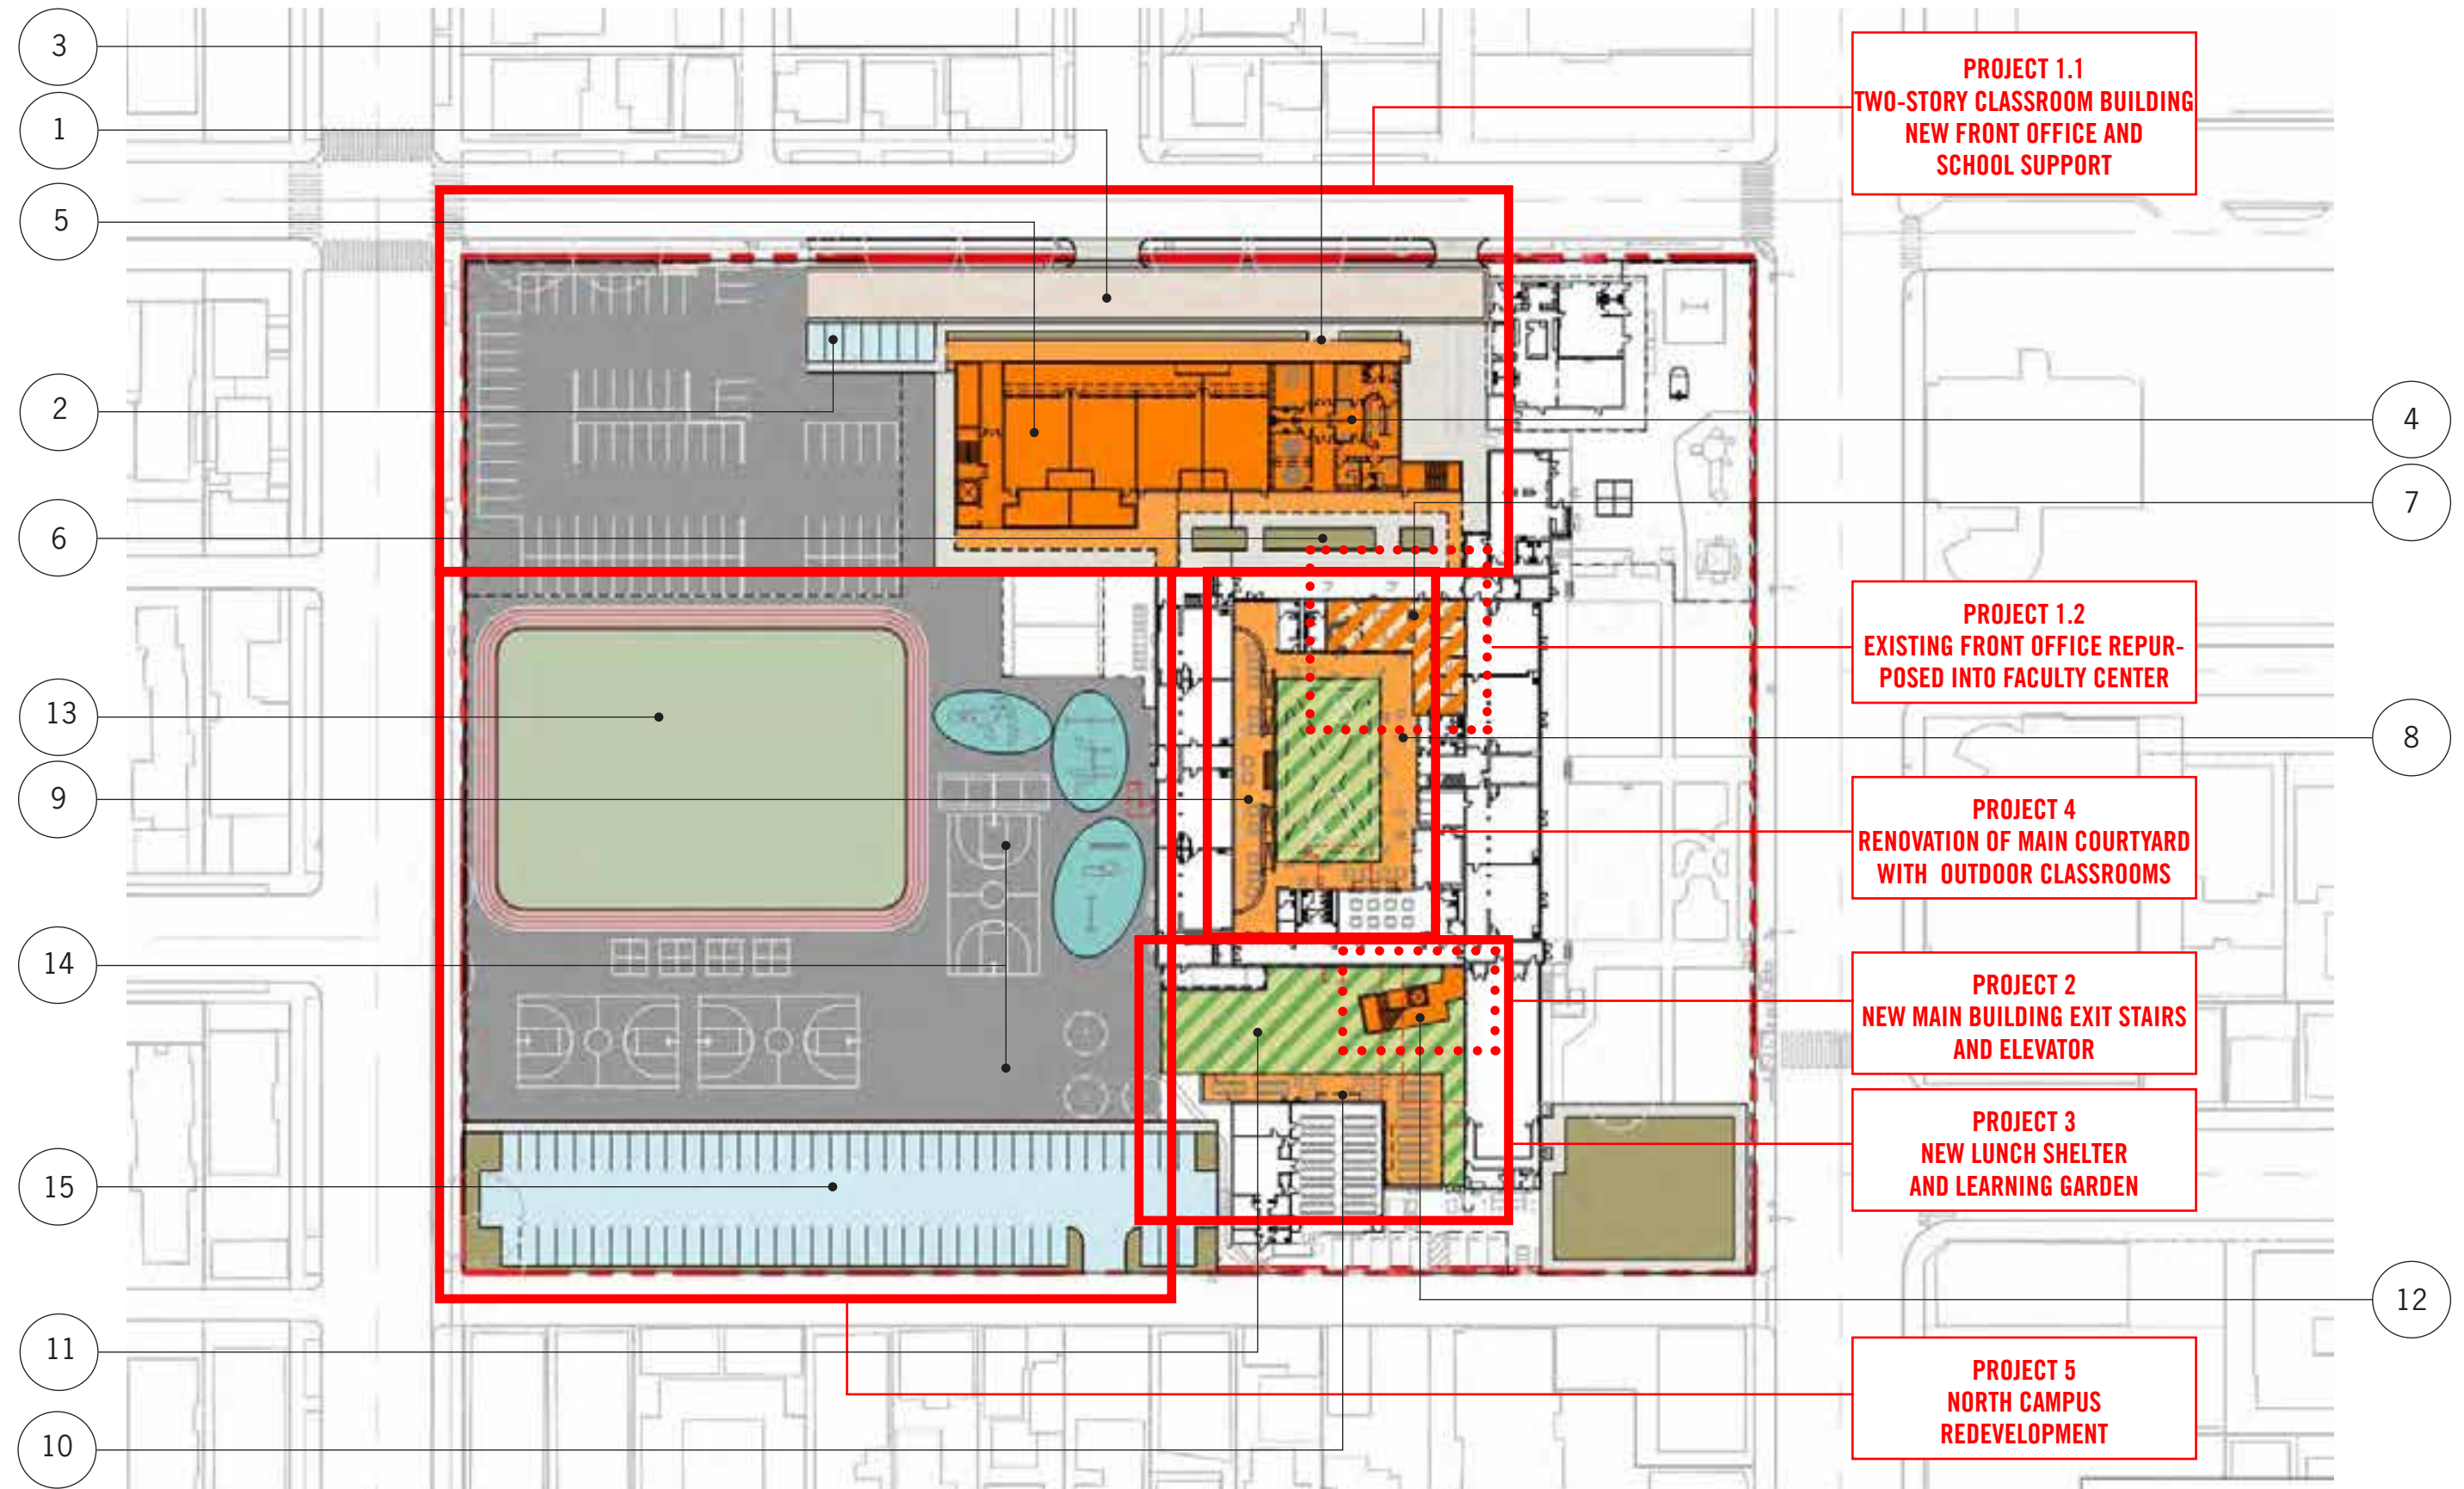 3
1
5
2
6
13
9
14
15
11
10
PROJECT 1.1
TWO-STORY CLASSROOM BUILDING
NEW FRONT OFFICE AND
SCHOOL SUPPORT
4
7
PROJECT 1.2
EXISTING FRONT OFFICE REPUR-
POSED INTO FACULTY CENTER
8
PROJECT 4
RENOVATION OF MAIN COURTYARD
WITH OUTDOOR CLASSROOMS
PROJECT 2
NEW MAIN BUILDING EXIT STAIRS
AND ELEVATOR
PROJECT 3
NEW LUNCH SHELTER
AND LEARNING GARDEN
12
PROJECT 5
NORTH CAMPUS
REDEVELOPMENT